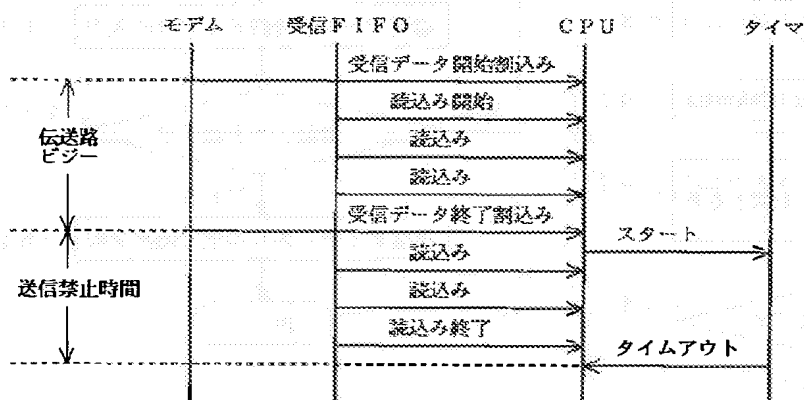 モデム 受信FIFO CPU タイマ
受信データ開始割込み
読込み開始
伝送路
ビジー
読込み
読込み
受信データ終了割込み
スタート
読込み
送信禁止時間
読込み
読込み終了
タイムアウト